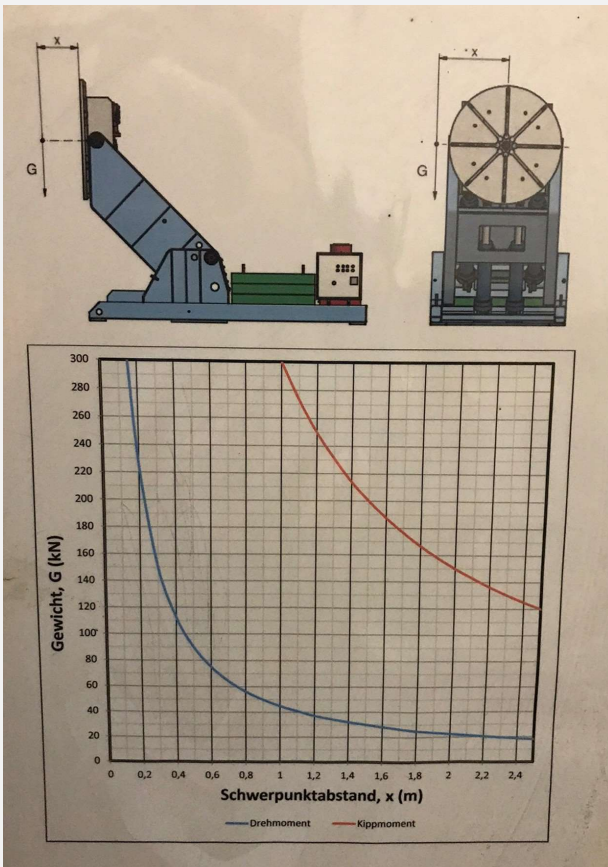 x
G
x
G
300
280
260
240
220
200
180
160
140
120
100
80
60
40
20
0
Gewicht, G (kN)
0 0,2 0,4 0,6 0,8 1 1,2 1,4 1,6 1,8 2 2,2 2,4
Schwerpunktabstand, x (m)
Drehmoment Kippmoment